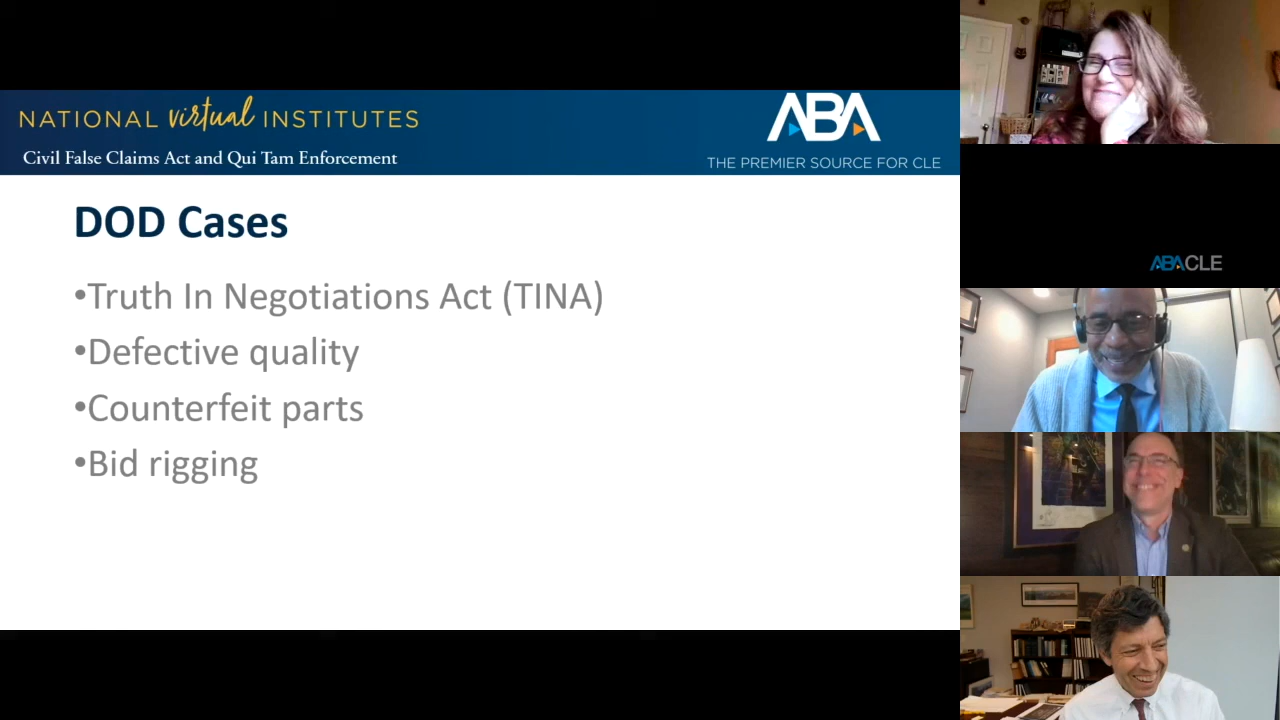 NATIONAL virtual INSTITUTES
Civil False Claims Act and Qui Tam Enforcement
ABA
THE PREMIER SOURCE FOR CLE
DOD Cases
•Truth In Negotiations Act (TINA)
•Defective quality
•Counterfeit parts
•Bid rigging
ABACLE